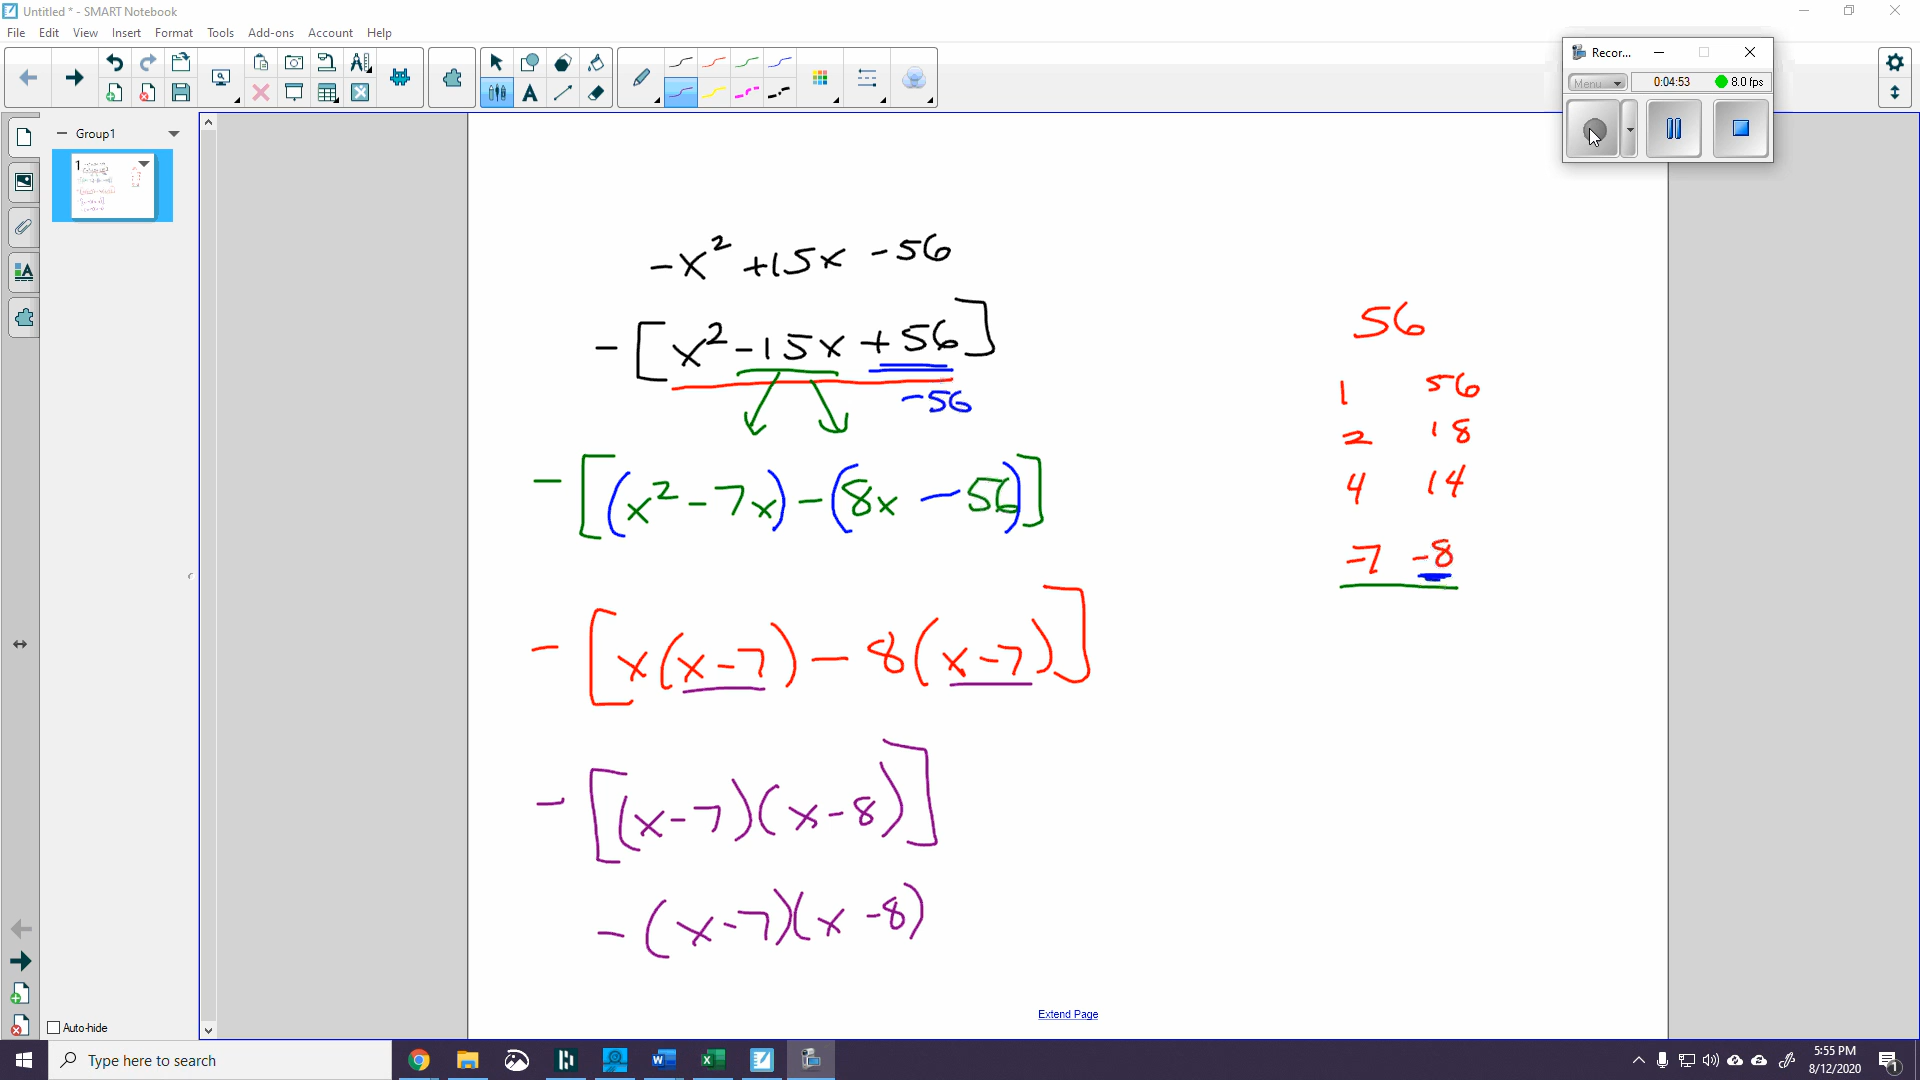 Untitled * - SMART Notebook
File Edit View Insert Format Tools Add-ons Account Help
Recor...
Menu 0:04:53 8.0 fps
Group1
1
-x² +15x -56
-[x² -15x +56]
-56
-[(x² - 7x) - (8x - 56)]
-[x(x-7) - 8(x-7)]
-[(x-7)(x-8)]
-(x-7)(x-8)
56
1 56
2 18
4 14
-7 -8
Extend Page
Auto-hide
Type here to search
5:55 PM
8/12/2020
1